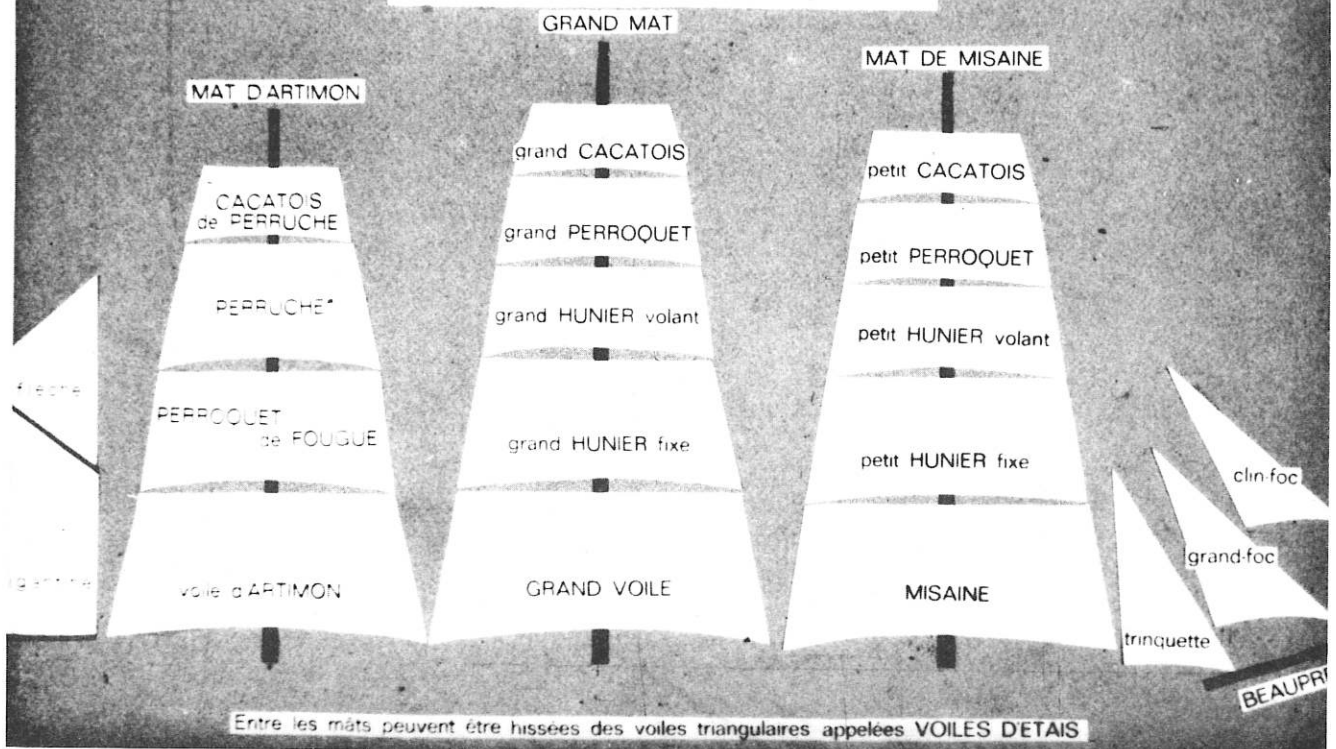 GRAND MAT
MAT DE MISAINE
MAT D'ARTIMON
grand CACATOIS
petit CACATOIS
CACATOIS
de PERRUCHE
grand PERROQUET
petit PERROQUET
PERRUCHE
grand HUNIER volant
petit HUNIER volant
flèche
PERROQUET
de FOUGUE
grand HUNIER fixe
petit HUNIER fixe
clin-foc
grand-foc
voile d'ARTIMON
GRAND VOILE
MISAINE
trinquette
BEAUPRE
Entre les mâts peuvent être hissées des voiles triangulaires appelées VOILES D'ETAIS